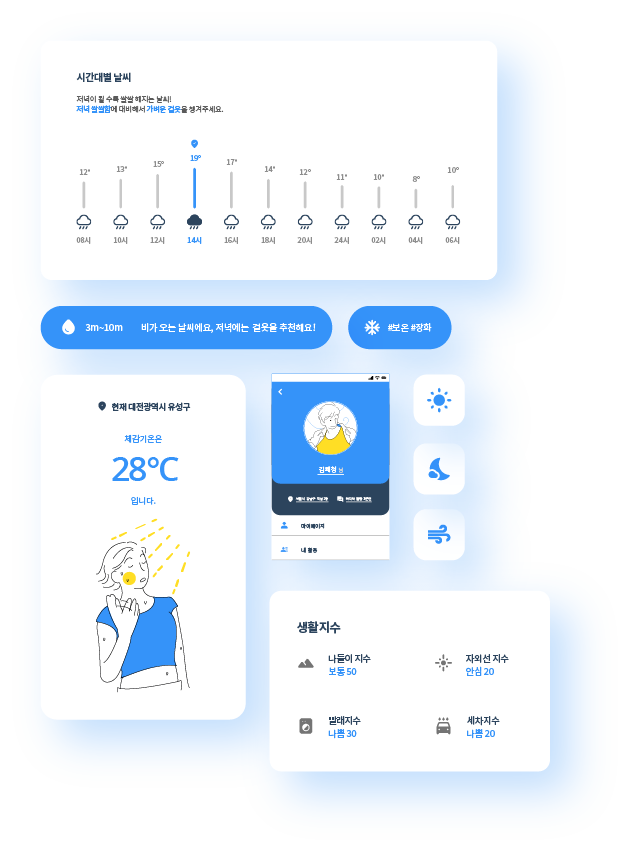 시간대별 날씨
저녁이 될 수록 쌀쌀 해지는 날씨!
저녁 쌀쌀함에 대비해서 가벼운 겉옷을 챙겨주세요.
12° 13° 15° 19° 17° 14° 12° 11° 10° 8° 10°
08시 10시 12시 14시 16시 18시 20시 24시 02시 04시 06시
3m~10m 비가 오는 날씨에요, 저녁에는 겉옷을 추천해요!
#보온 #장화
현재 대전광역시 유성구
체감기온은
28°C
입니다.
님
마이페이지
내 활동
생활지수
나들이 지수
보통 50
자외선 지수
안심 20
빨래지수
나쁨 30
세차지수
나쁨 20